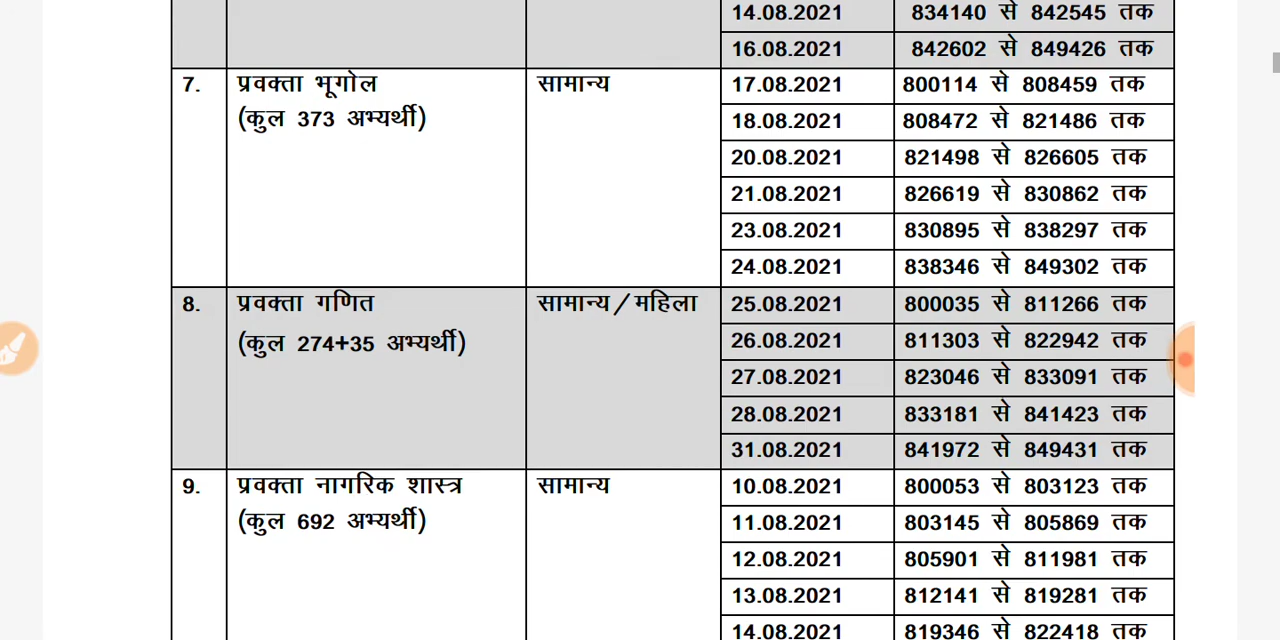 14.08.2021 834140 से 842545 तक
16.08.2021 842602 से 849426 तक
7. प्रवक्ता भूगोल सामान्य 17.08.2021 800114 से 808459 तक
(कुल 373 अभ्यर्थी) 18.08.2021 808472 से 821486 तक
20.08.2021 821498 से 826605 तक
21.08.2021 826619 से 830862 तक
23.08.2021 830895 से 838297 तक
24.08.2021 838346 से 849302 तक
8. प्रवक्ता गणित सामान्य/महिला 25.08.2021 800035 से 811266 तक
(कुल 274+35 अभ्यर्थी) 26.08.2021 811303 से 822942 तक
27.08.2021 823046 से 833091 तक
28.08.2021 833181 से 841423 तक
31.08.2021 841972 से 849431 तक
9. प्रवक्ता नागरिक शास्त्र सामान्य 10.08.2021 800053 से 803123 तक
(कुल 692 अभ्यर्थी) 11.08.2021 803145 से 805869 तक
12.08.2021 805901 से 811981 तक
13.08.2021 812141 से 819281 तक
14.08.2021 819346 से 822418 तक